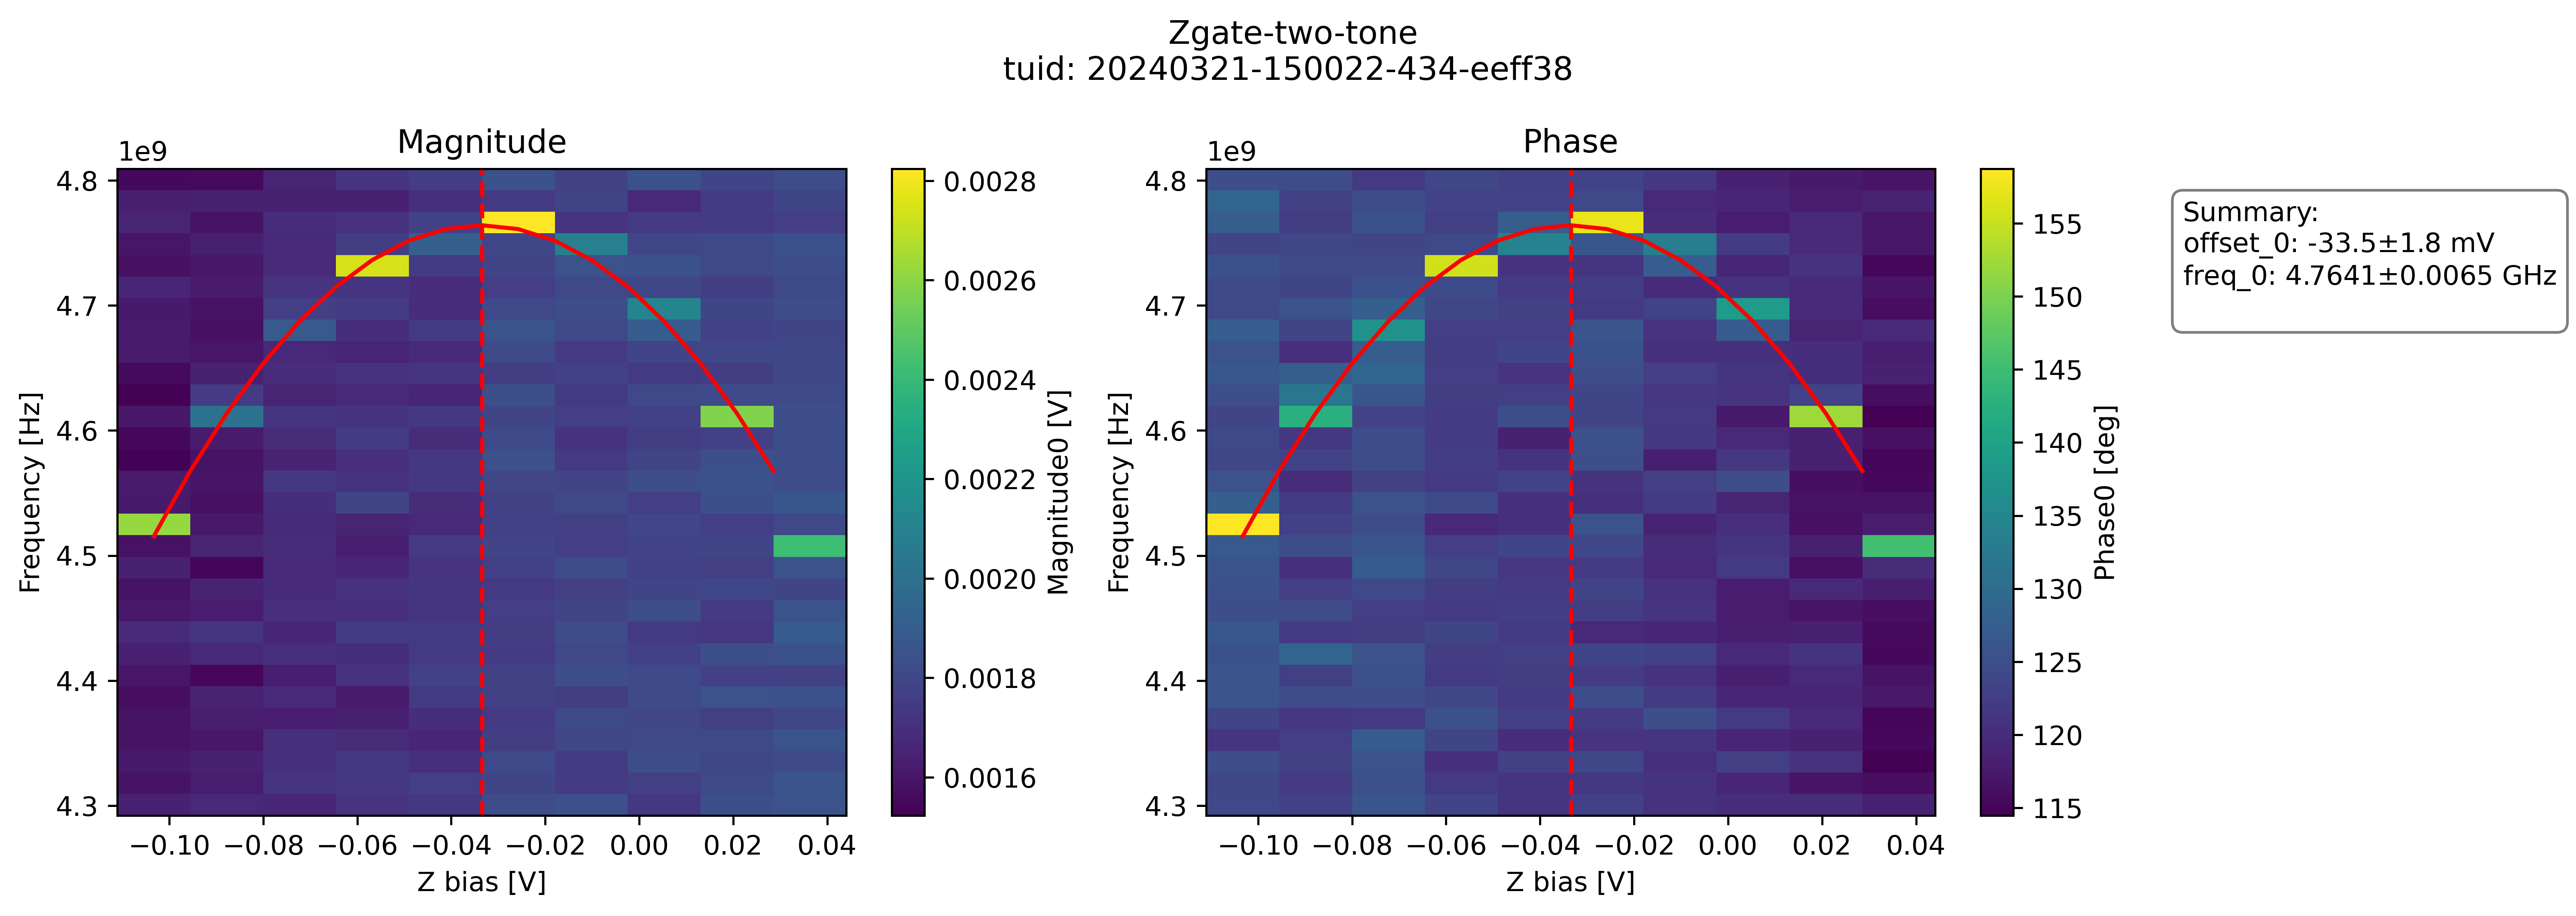 Zgate-two-tone
tuid: 20240321-150022-434-eeff38
Magnitude
1e9
4.8
4.7
4.6
4.5
4.4
4.3
Frequency [Hz]
−0.10 −0.08 −0.06 −0.04 −0.02 0.00 0.02 0.04
Z bias [V]
0.0028
0.0026
0.0024
0.0022
0.0020
0.0018
0.0016
Magnitude0 [V]
Phase
1e9
4.8
4.7
4.6
4.5
4.4
4.3
Frequency [Hz]
−0.10 −0.08 −0.06 −0.04 −0.02 0.00 0.02 0.04
Z bias [V]
155
150
145
140
135
130
125
120
115
Phase0 [deg]
Summary:
offset_0: -33.5±1.8 mV
freq_0: 4.7641±0.0065 GHz